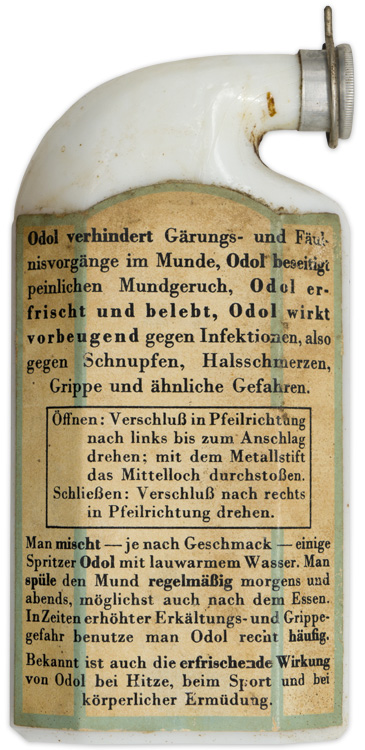 Odol verhindert Gärungs- und Fäul-
nisvorgänge im Munde, Odol beseitigt
peinlichen Mundgeruch, Odol er-
frischt und belebt, Odol wirkt
vorbeugend gegen Infektionen, also
gegen Schnupfen, Halsschmerzen,
Grippe und ähnliche Gefahren.
Öffnen: Verschluß in Pfeilrichtung
nach links bis zum Anschlag
drehen; mit dem Metallstift
das Mittelloch durchstoßen.
Schließen: Verschluß nach rechts
in Pfeilrichtung drehen.
Man mischt — je nach Geschmack — einige
Spritzer Odol mit lauwarmem Wasser. Man
spüle den Mund regelmäßig morgens und
abends, möglichst auch nach dem Essen.
In Zeiten erhöhter Erkältungs- und Grippe-
gefahr benutze man Odol recht häufig.
Bekannt ist auch die erfrischende Wirkung
von Odol bei Hitze, beim Sport und bei
körperlicher Ermüdung.